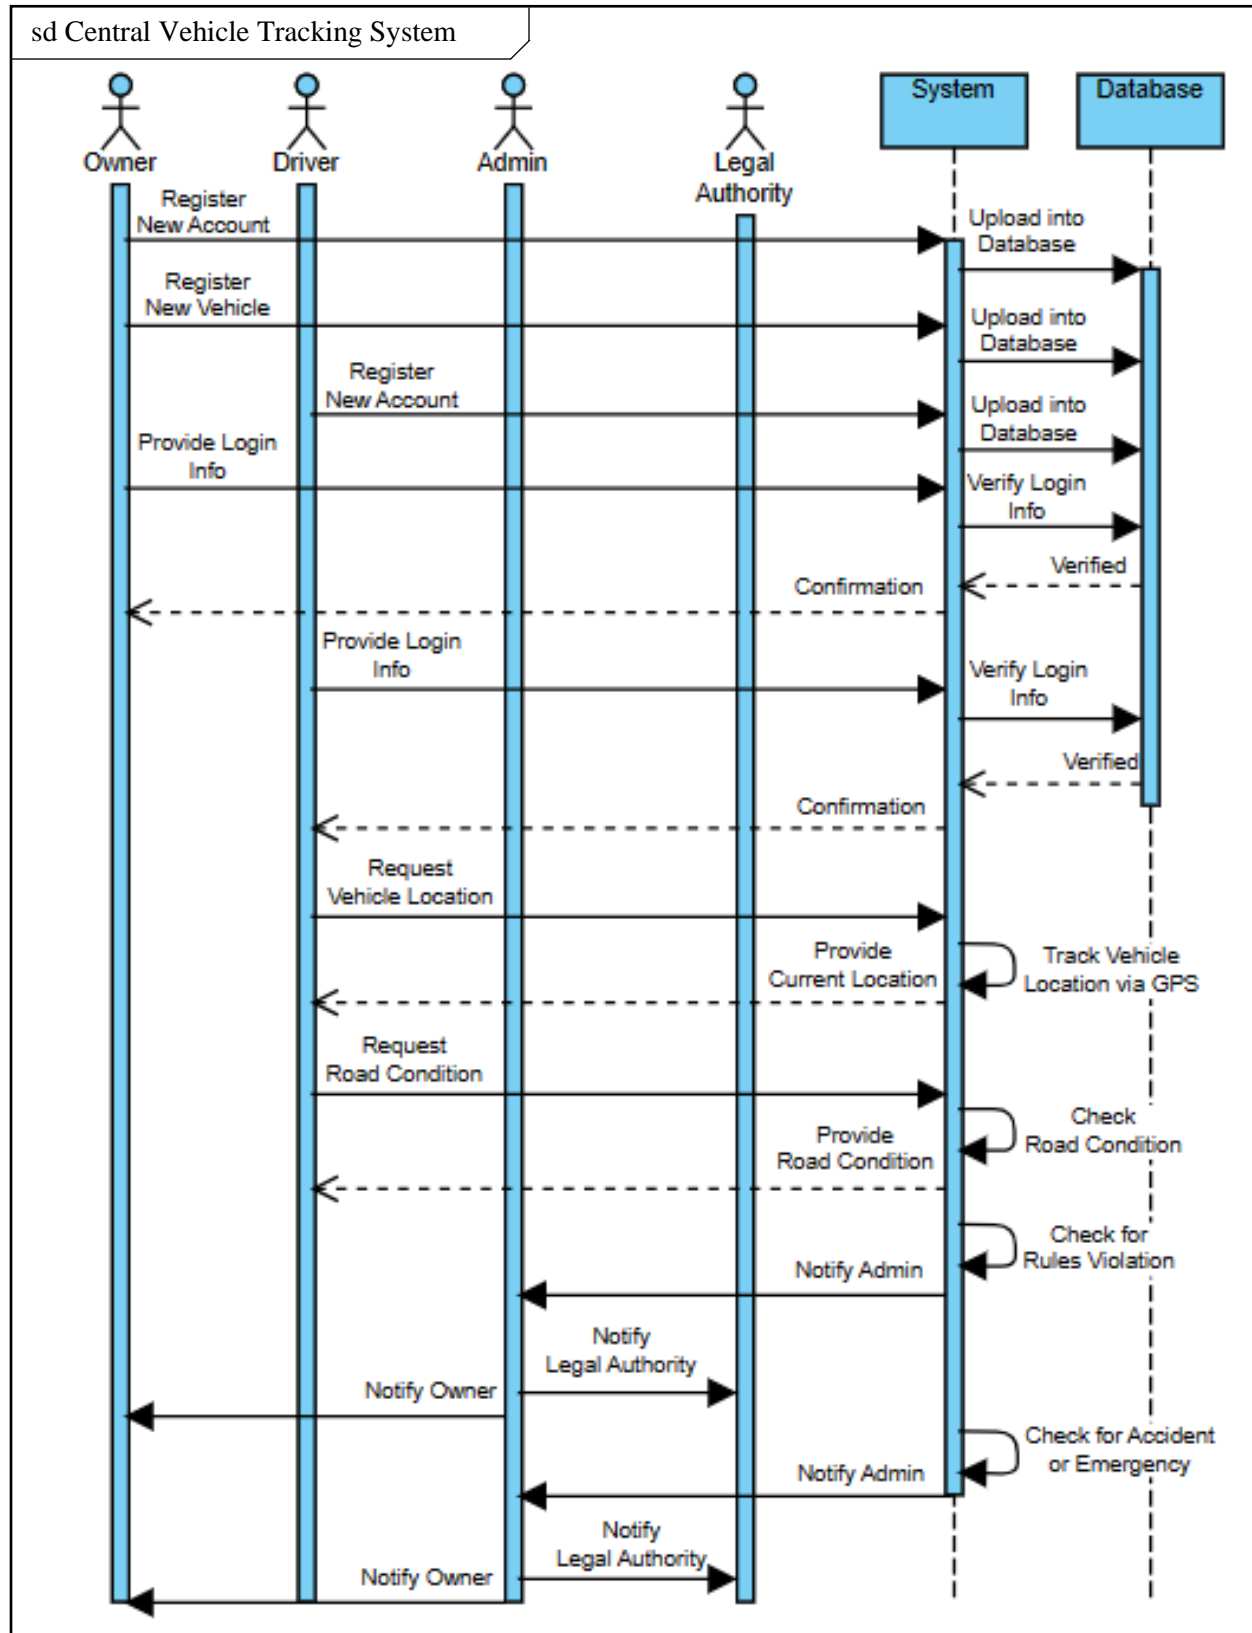 sd Central Vehicle Tracking System
Owner
Driver
Admin
Legal
Authority
System
Database
Register
New Account
Upload into
Database
Register
New Vehicle
Upload into
Database
Register
New Account
Upload into
Database
Provide Login
Info
Verify Login
Info
Verified
Confirmation
Provide Login
Info
Verify Login
Info
Verified
Confirmation
Request
Vehicle Location
Provide
Current Location
Track Vehicle
Location via GPS
Request
Road Condition
Check
Road Condition
Provide
Road Condition
Check for
Rules Violation
Notify Admin
Notify
Legal Authority
Notify Owner
Check for Accident
or Emergency
Notify Admin
Notify
Legal Authority
Notify Owner